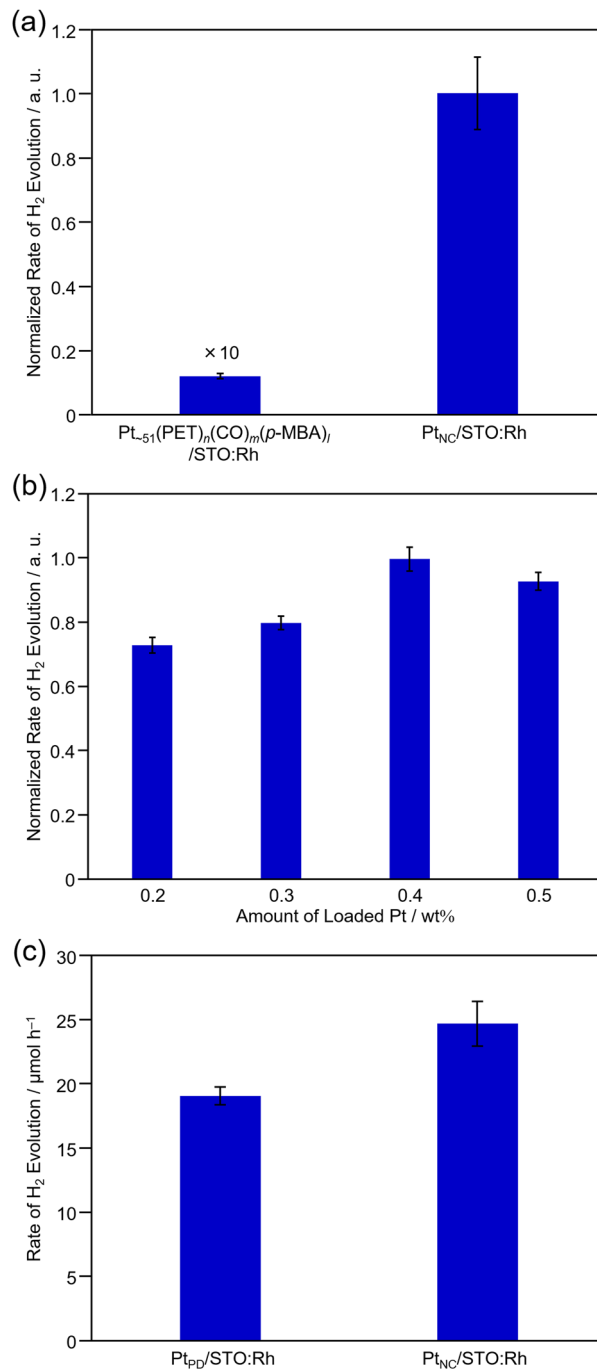 (a)
Normalized Rate of H₂ Evolution / a. u.
1.2
1.0
0.8
0.6
0.4
0.2
0
× 10
Pt~51(PET)n(CO)m(p-MBA)l
/STO:Rh
PtNC/STO:Rh
(b)
Normalized Rate of H₂ Evolution / a. u.
1.2
1.0
0.8
0.6
0.4
0.2
0
0.2 0.3 0.4 0.5
Amount of Loaded Pt / wt%
(c)
Rate of H₂ Evolution / µmol h⁻¹
30
25
20
15
10
5
0
PtPD/STO:Rh PtNC/STO:Rh